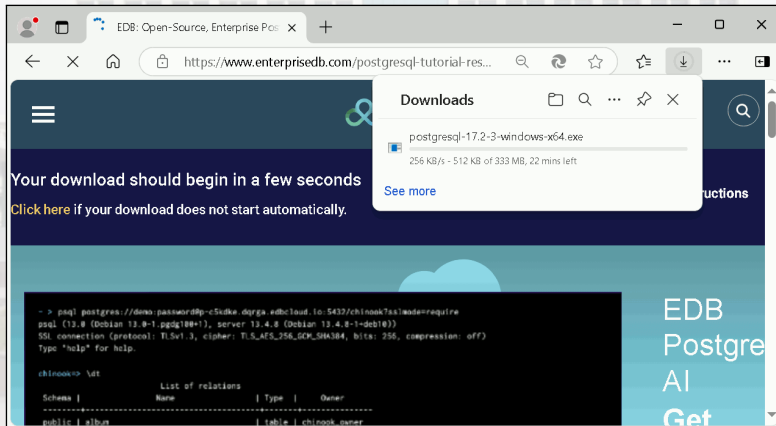 EDB: Open-Source, Enterprise Pos
https://www.enterprisedb.com/postgresql-tutorial-res...
Downloads
postgresql-17.2-3-windows-x64.exe
256 KB/s - 512 KB of 333 MB, 22 mins left
See more
Your download should begin in a few seconds
Click here if your download does not start automatically.
ructions
~ > psql postgres://demo:password@p-c5kdke.dqrga.edbcloud.io:5432/chinook?sslmode=require
psql (13.0 (Debian 13.0-1.pgdg100+1), server 13.4.8 (Debian 13.4.8-1+deb10))
SSL connection (protocol: TLSv1.3, cipher: TLS_AES_256_GCM_SHA384, bits: 256, compression: off)
Type "help" for help.
chinook=> \dt
List of relations
Schema | Name | Type | Owner
public | album | table | chinook_owner
EDB
Postgre
AI
Get